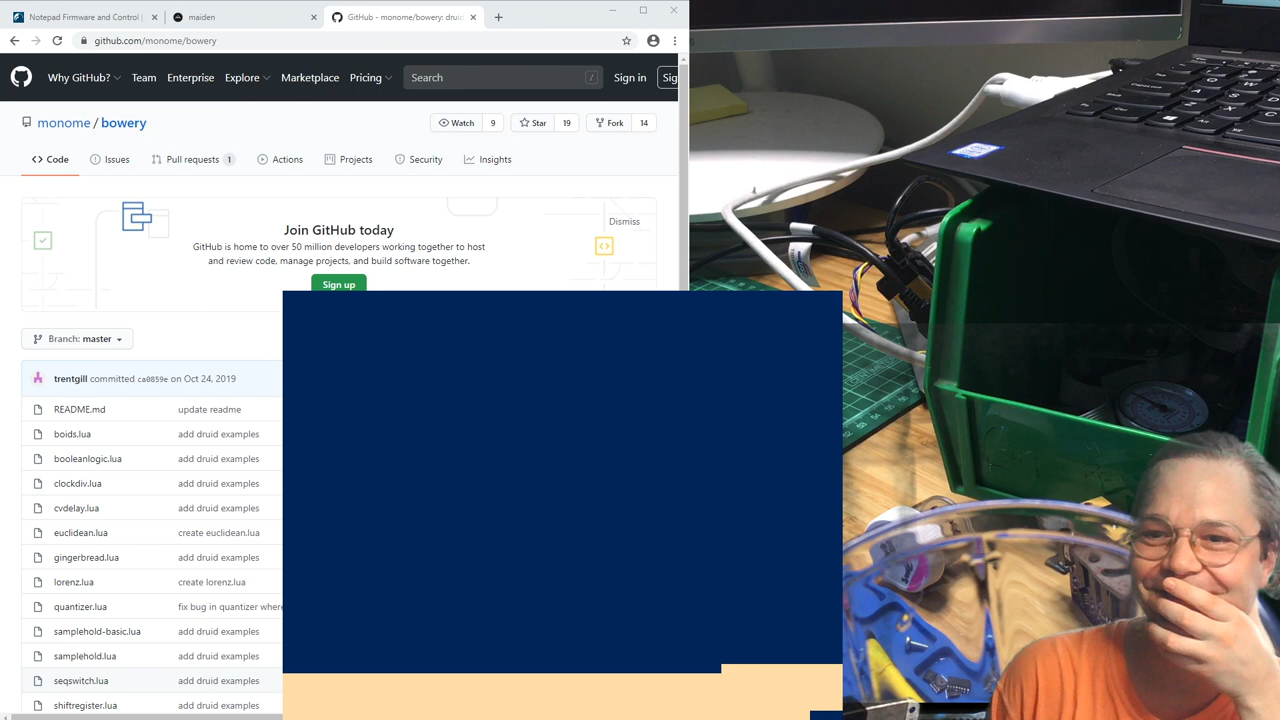 Notepad Firmware and Control |
maiden
GitHub - monome/bowery: druid
github.com/monome/bowery
Why GitHub? Team Enterprise Explore Marketplace Pricing Search / Sign in Sig
monome / bowery
Watch 9 Star 19 Fork 14
Code Issues Pull requests 1 Actions Projects Security Insights
Dismiss
Join GitHub today
GitHub is home to over 50 million developers working together to host
and review code, manage projects, and build software together.
Sign up
Branch: master
trentgill committed ca0859e on Oct 24, 2019
README.md update readme
boids.lua add druid examples
booleanlogic.lua add druid examples
clockdiv.lua add druid examples
cvdelay.lua add druid examples
euclidean.lua create euclidean.lua
gingerbread.lua add druid examples
lorenz.lua create lorenz.lua
quantizer.lua fix bug in quantizer where
samplehold-basic.lua add druid examples
samplehold.lua add druid examples
seqswitch.lua add druid examples
shiftregister.lua add druid examples